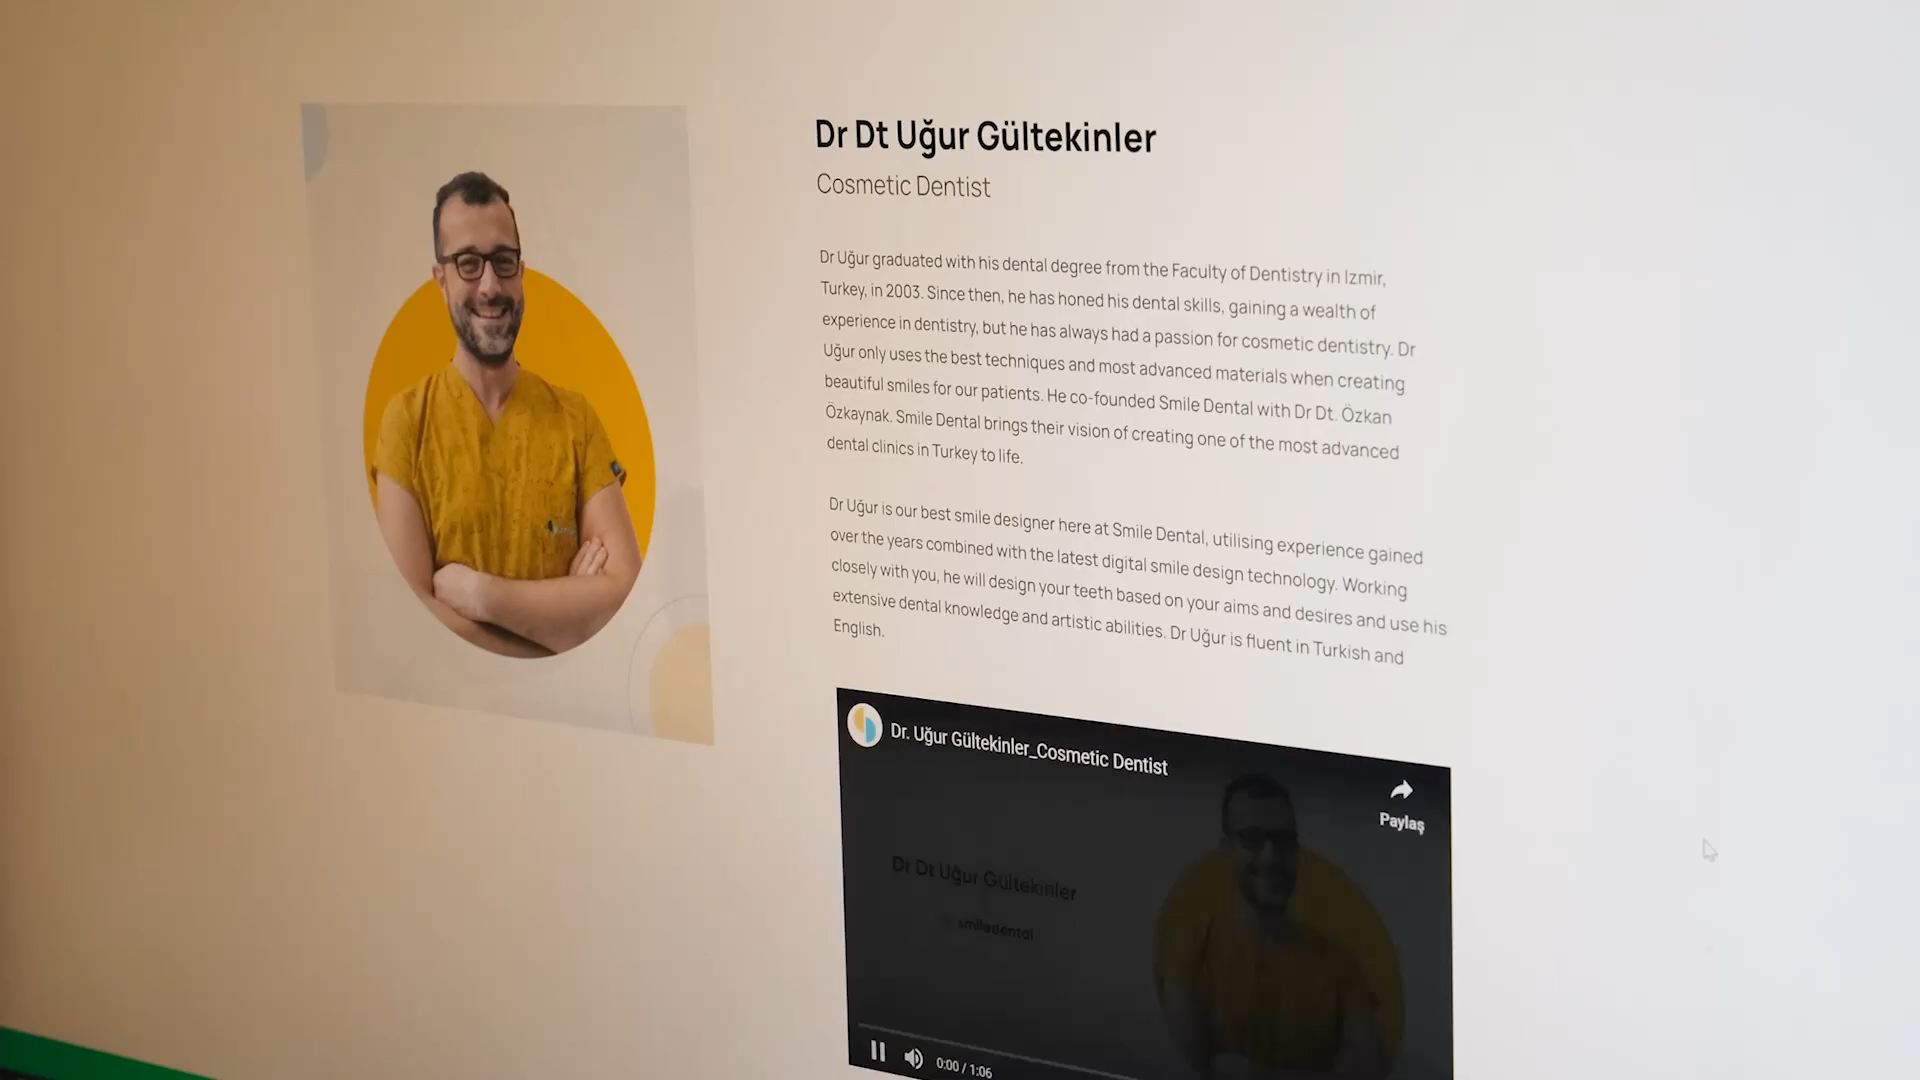 Dr Dt Uğur Gültekinler
Cosmetic Dentist
Dr Uğur graduated with his dental degree from the Faculty of Dentistry in Izmir,
Turkey, in 2003. Since then, he has honed his dental skills, gaining a wealth of
experience in dentistry, but he has always had a passion for cosmetic dentistry. Dr
Uğur only uses the best techniques and most advanced materials when creating
beautiful smiles for our patients. He co-founded Smile Dental with Dr Dt. Özkan
Özkaynak. Smile Dental brings their vision of creating one of the most advanced
dental clinics in Turkey to life.
Dr Uğur is our best smile designer here at Smile Dental, utilising experience gained
over the years combined with the latest digital smile design technology. Working
closely with you, he will design your teeth based on your aims and desires and use his
extensive dental knowledge and artistic abilities. Dr Uğur is fluent in Turkish and
English.
Dr. Uğur Gültekinler_Cosmetic Dentist
Paylaş
Dr Dt Uğur Gültekinler
smiledental
0:00 / 1:06